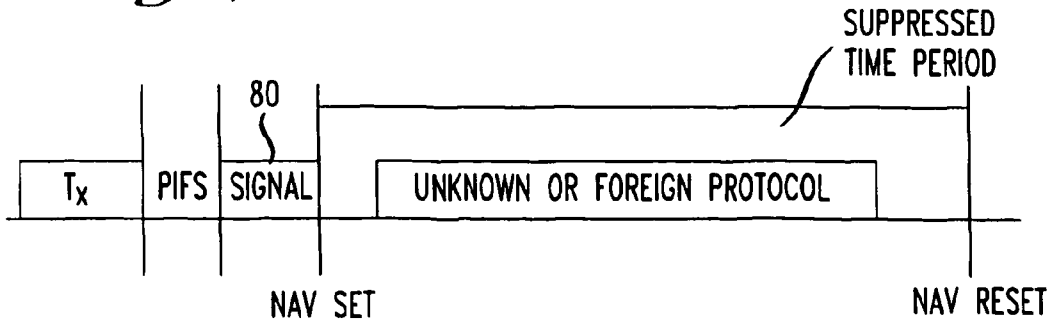 SUPPRESSED
TIME PERIOD
80
Tx PIFS SIGNAL UNKNOWN OR FOREIGN PROTOCOL
NAV SET NAV RESET